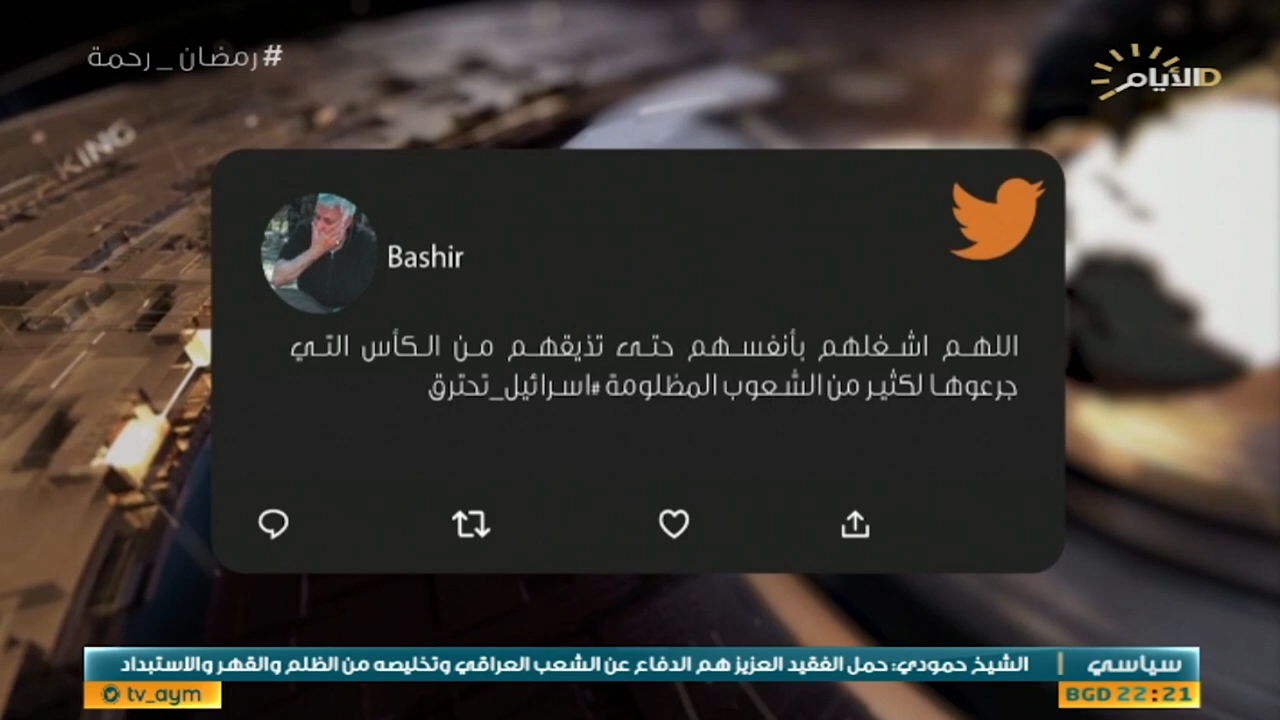 #رمضان_رحمة
الأيام
KING
Bashir
اللهم اشغلهم بأنفسهم حتى تذيقهم من الكأس التي
جرعوها لكثير من الشعوب المظلومة #اسرائيل_تحترق
سياسي | الشيخ حمودي: حمل الفقيد العزيز هم الدفاع عن الشعب العراقي وتخليصه من الظلم والقهر والاستبداد
tv_aym
BGD 22:21